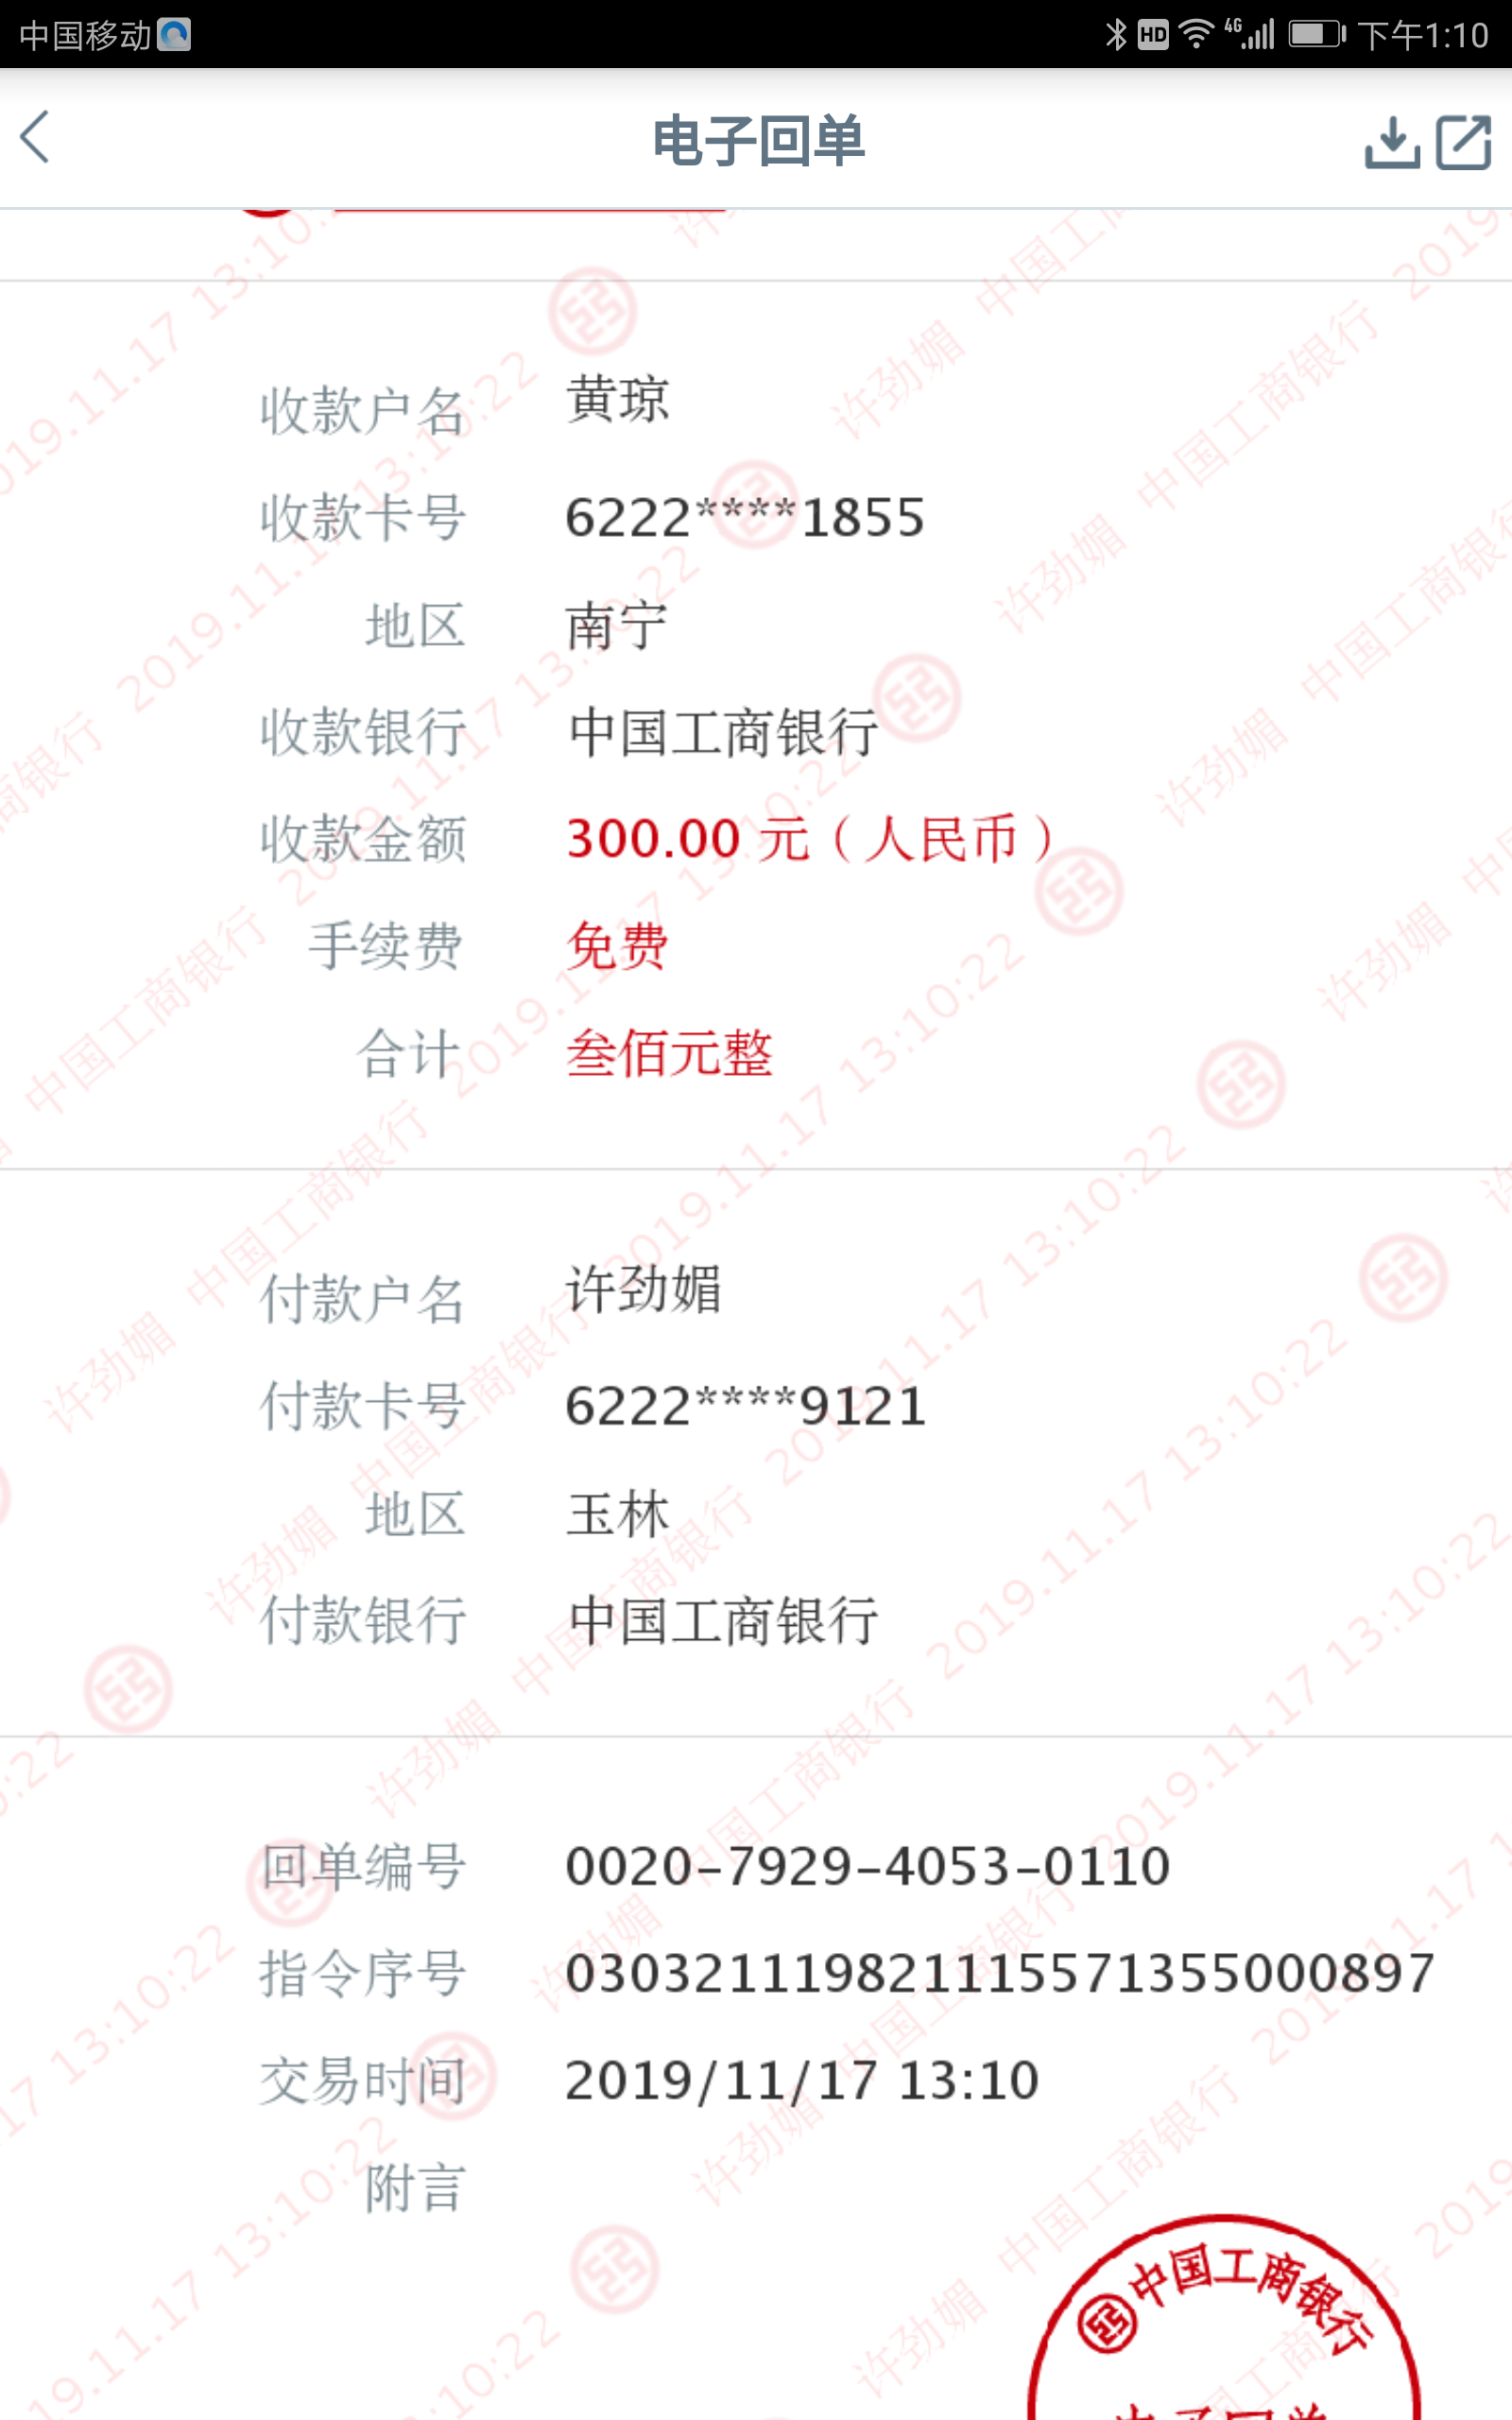 中国移动 HD 4G 下午1:10
电子回单
收款户名 黄琼
收款卡号 6222****1855
地区 南宁
收款银行 中国工商银行
收款金额 300.00 元（人民币）
手续费 免费
合计 叁佰元整
付款户名 许劲媚
付款卡号 6222****9121
地区 玉林
付款银行 中国工商银行
回单编号 0020-7929-4053-0110
指令序号 03032111198211115571355000897
交易时间 2019/11/17 13:10
附言
中国工商银行
许劲媚 中国工商银行 2019.11.17 13:10:22